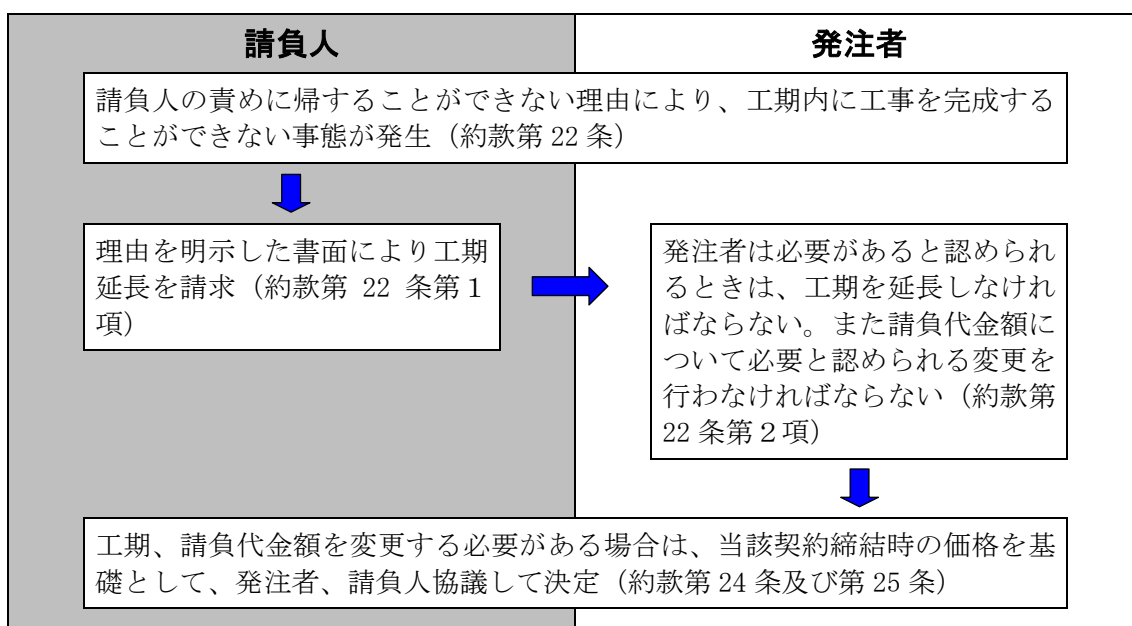 請負人
発注者
請負人の責めに帰することができない理由により、工期内に工事を完成する
ことができない事態が発生（約款第 22 条）
理由を明示した書面により工期
延長を請求（約款第 22 条第１
項）
発注者は必要があると認められ
るときは、工期を延長しなけれ
ばならない。また請負代金額に
ついて必要と認められる変更を
行わなければならない（約款第
22 条第２項）
工期、請負代金額を変更する必要がある場合は、当該契約締結時の価格を基
礎として、発注者、請負人協議して決定（約款第 24 条及び第 25 条）